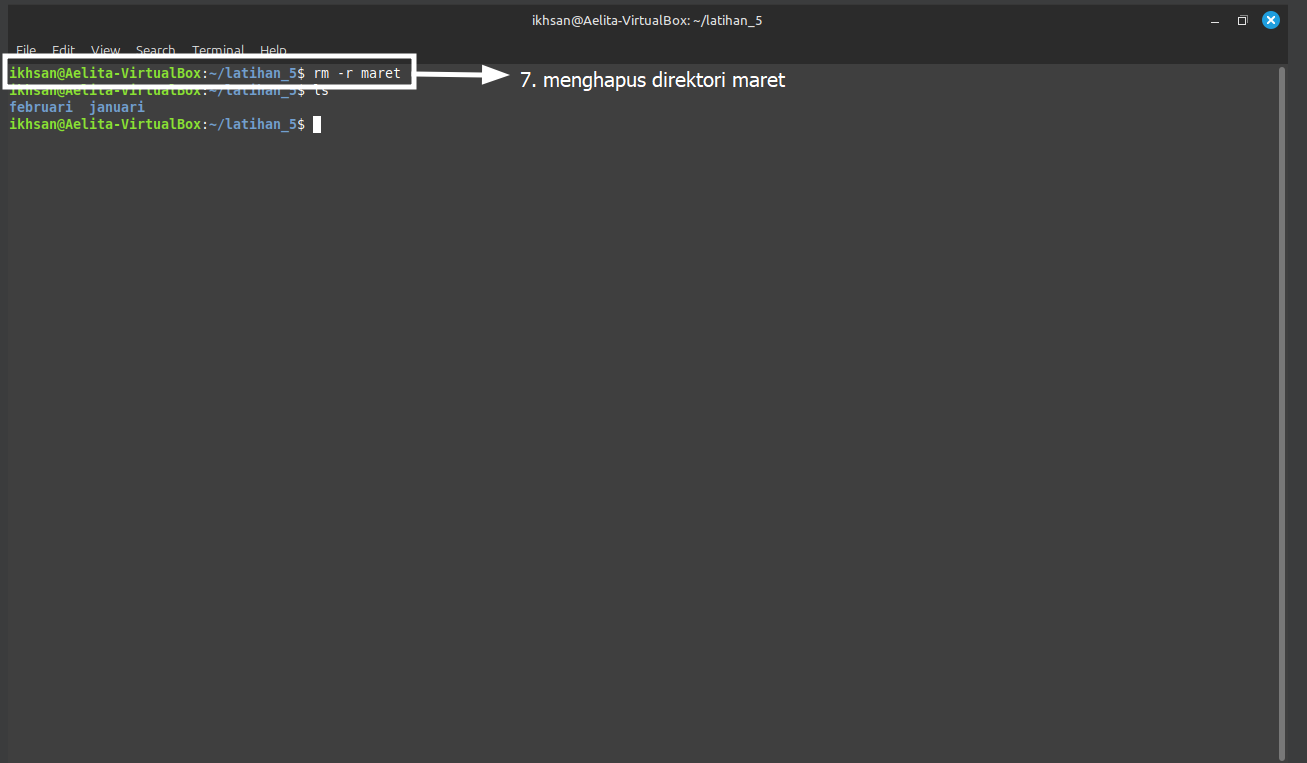 ikhsan@Aelita-VirtualBox: ~/latihan_5
File Edit View Search Terminal Help
ikhsan@Aelita-VirtualBox:~/latihan_5$ rm -r maret
7. menghapus direktori maret
ikhsan@Aelita-VirtualBox:~/latihan_5$ ls
februari januari
ikhsan@Aelita-VirtualBox:~/latihan_5$